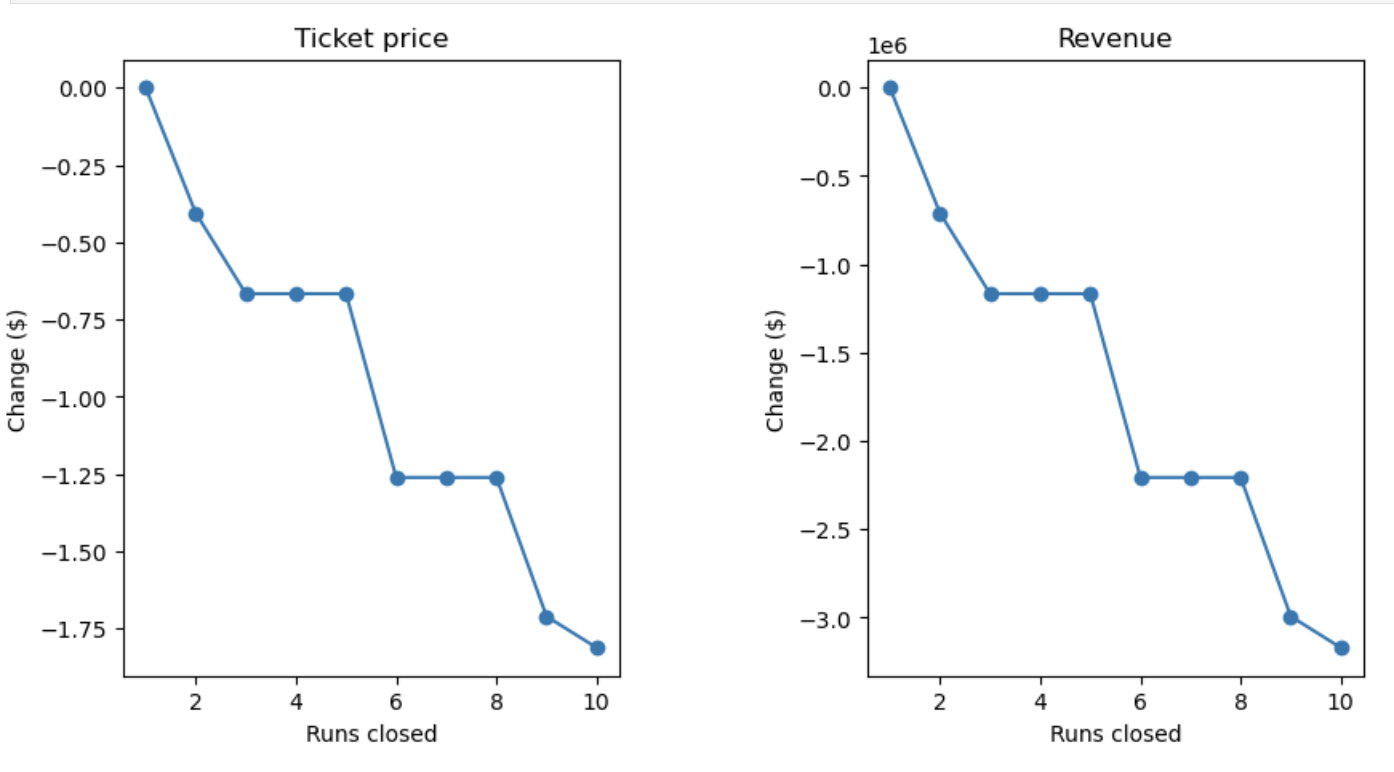 Ticket price
0.00
−0.25
−0.50
−0.75
−1.00
−1.25
−1.50
−1.75
Change ($)
2 4 6 8 10
Runs closed
Revenue
1e6
0.0
−0.5
−1.0
−1.5
−2.0
−2.5
−3.0
Change ($)
2 4 6 8 10
Runs closed